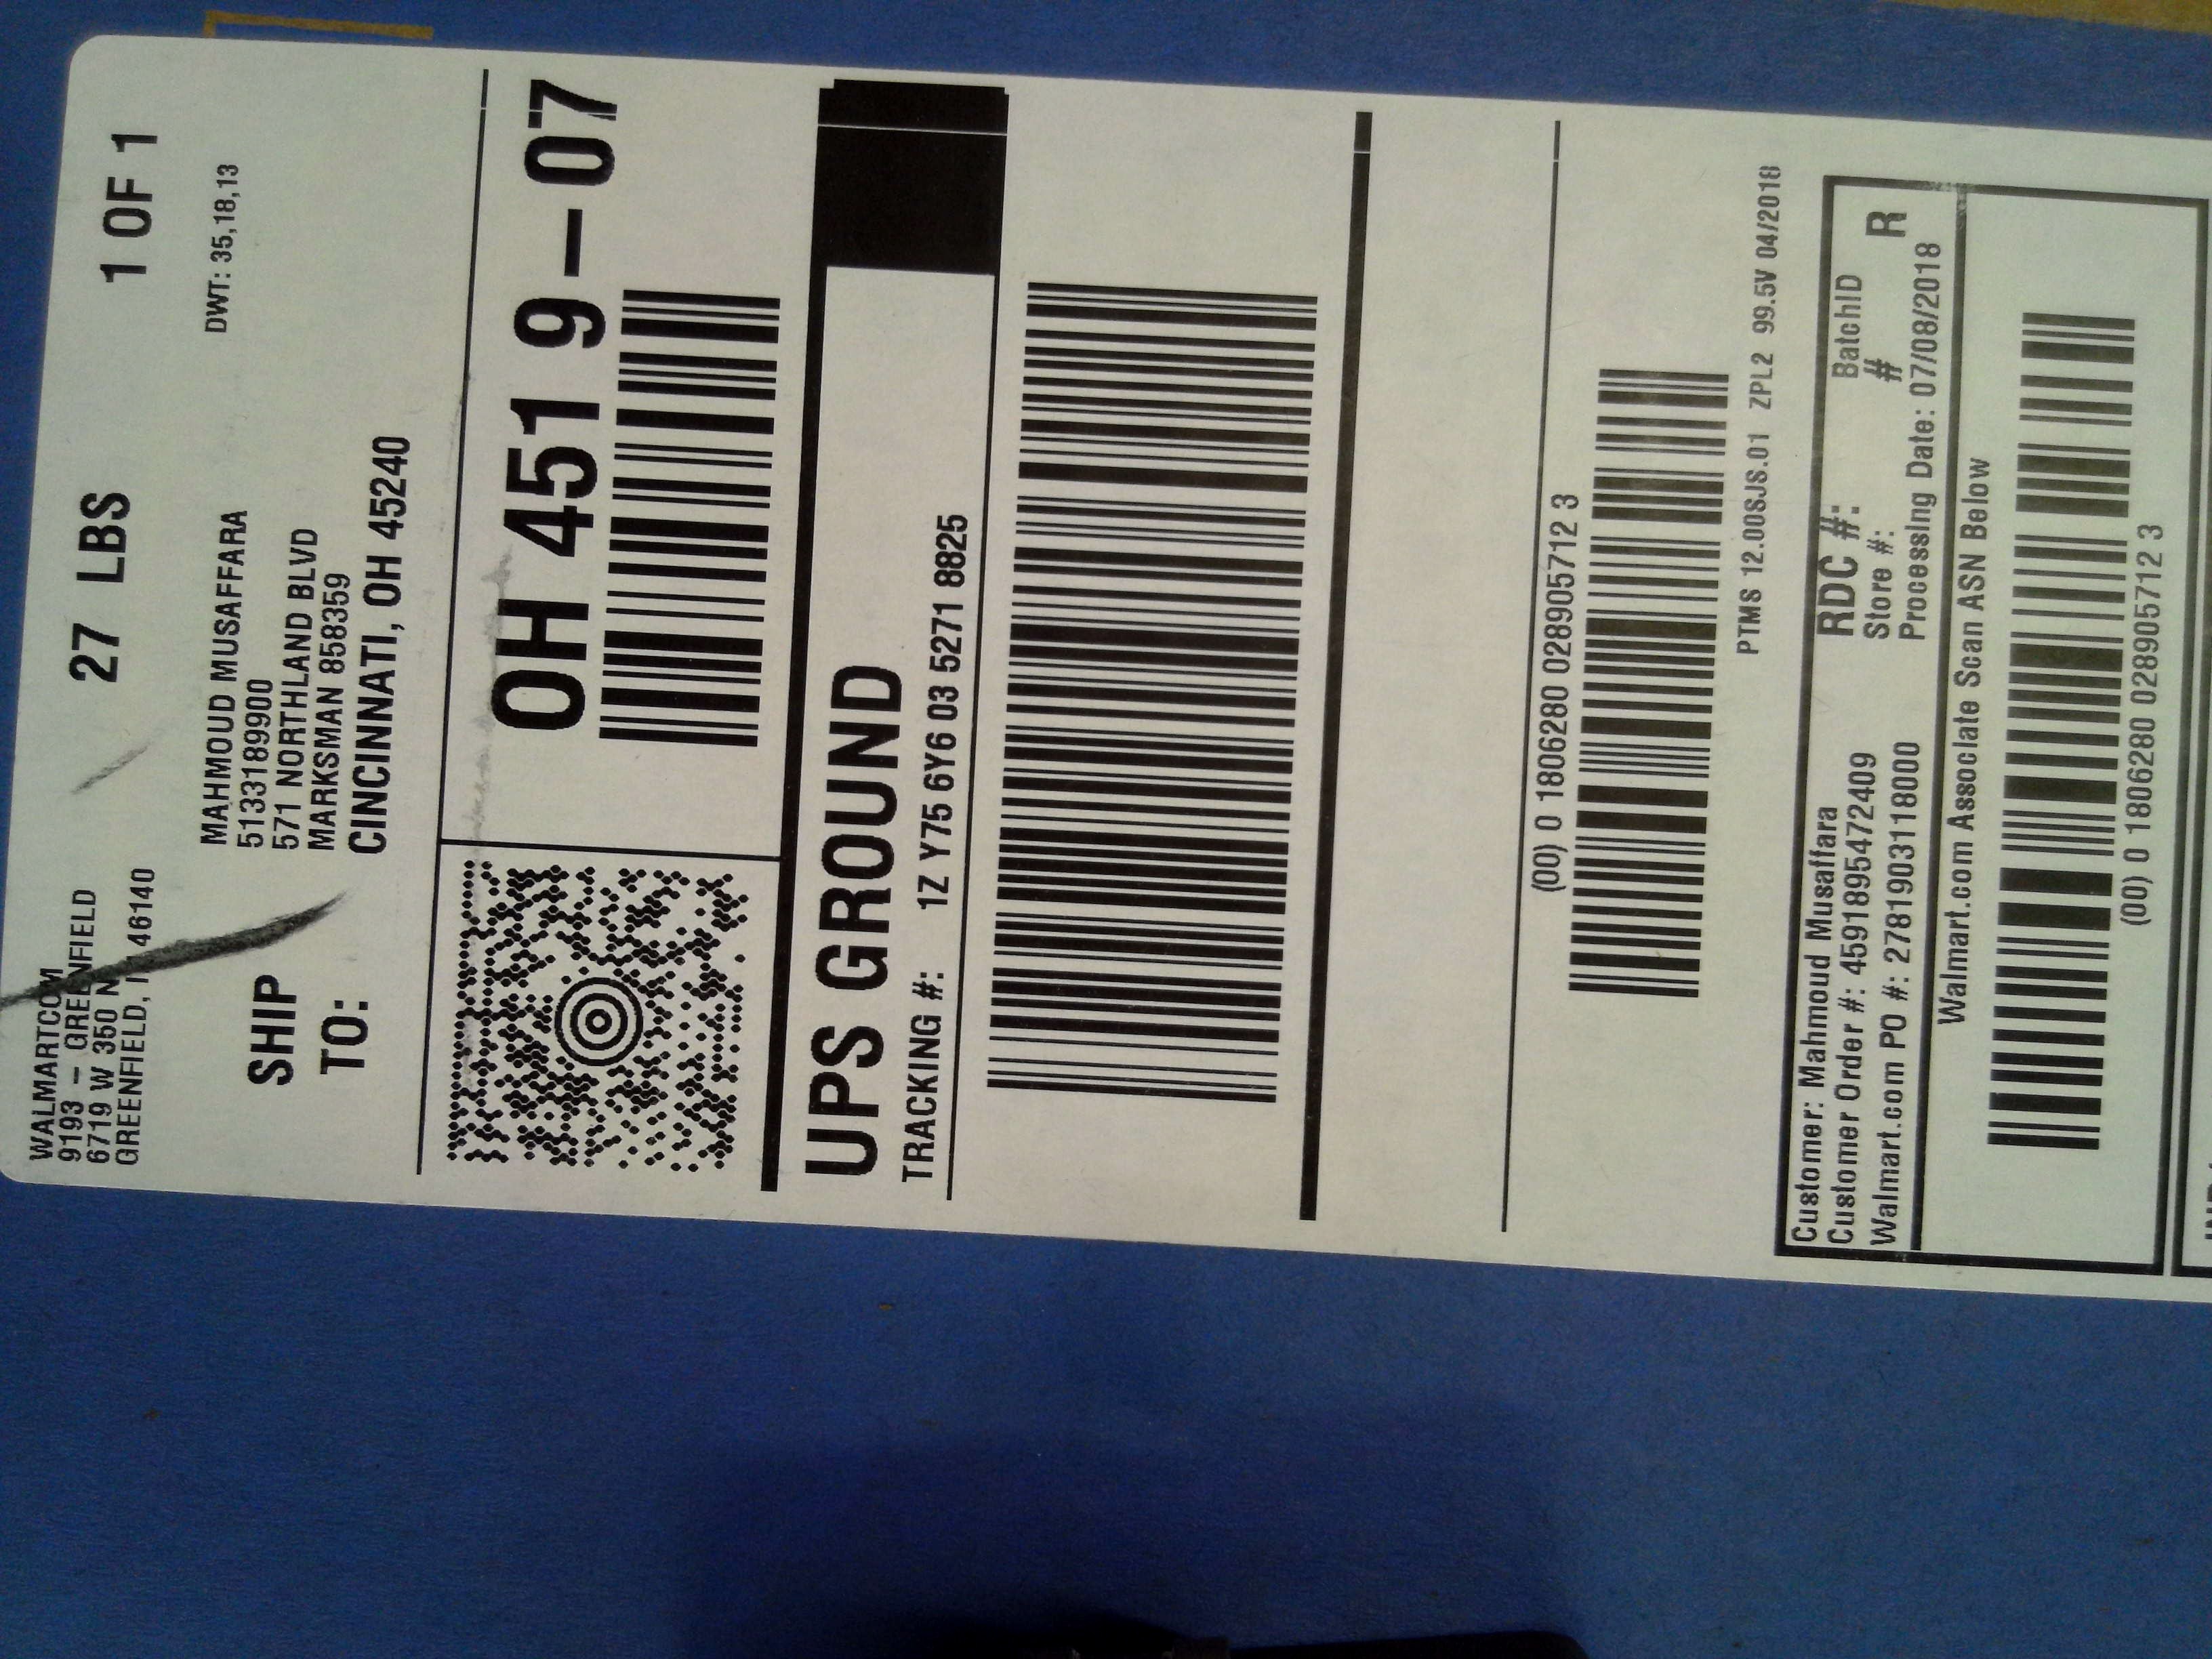 WALMARTCOM
9193 - GREENFIELD
6719 W 350 N
GREENFIELD, 46140
27 LBS
1 OF 1
DWT: 35,18,13
SHIP
TO:
MAHMOUD MUSAFFARA
5133189900
571 NORTHLAND BLVD
MARKSMAN 858359
CINCINNATI, OH 45240
OH 451 9-07
UPS GROUND
TRACKING #: 1Z Y75 6Y6 03 5271 8825
(00) 0 1806280 028905712 3
PTMS 12.00SJS.01 ZPL2 99.5V 04/2018
Customer: Mahmoud Musaffara
Customer Order #: 4591895472409
Walmart.com PO #: 2781903118000
RDC #:
Store #:
Processing Date: 07/08/2018
BatchID
#
R
Walmart.com Associate Scan ASN Below
(00) 0 1806280 028905712 3